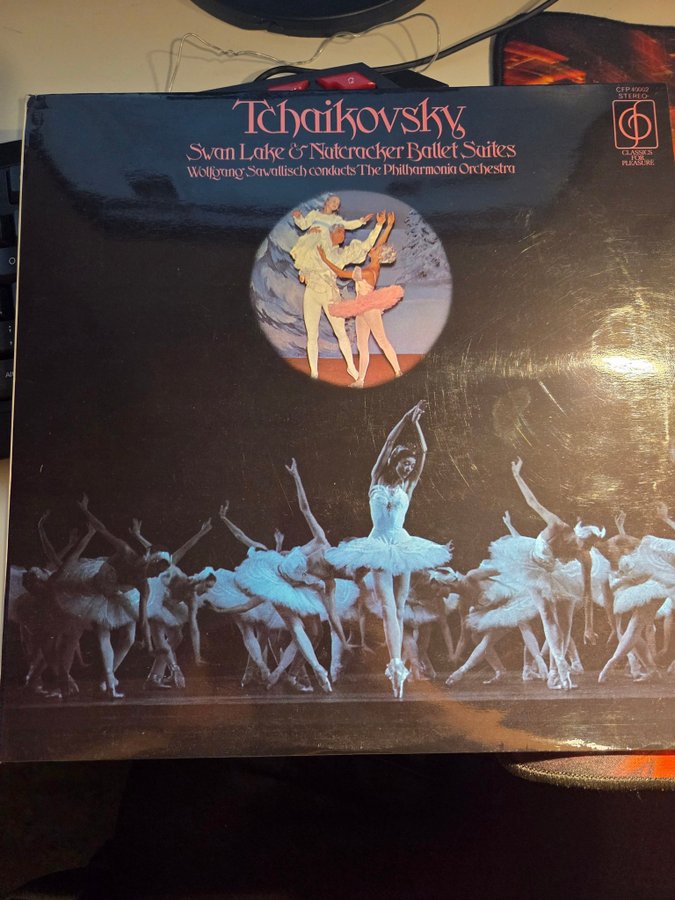 CFP 40002
STEREO
Tchaikovsky
Swan Lake & Nutcracker Ballet Suites
Wolfgang Sawallisch conducts The Philharmonia Orchestra
CLASSICS
FOR
PLEASURE